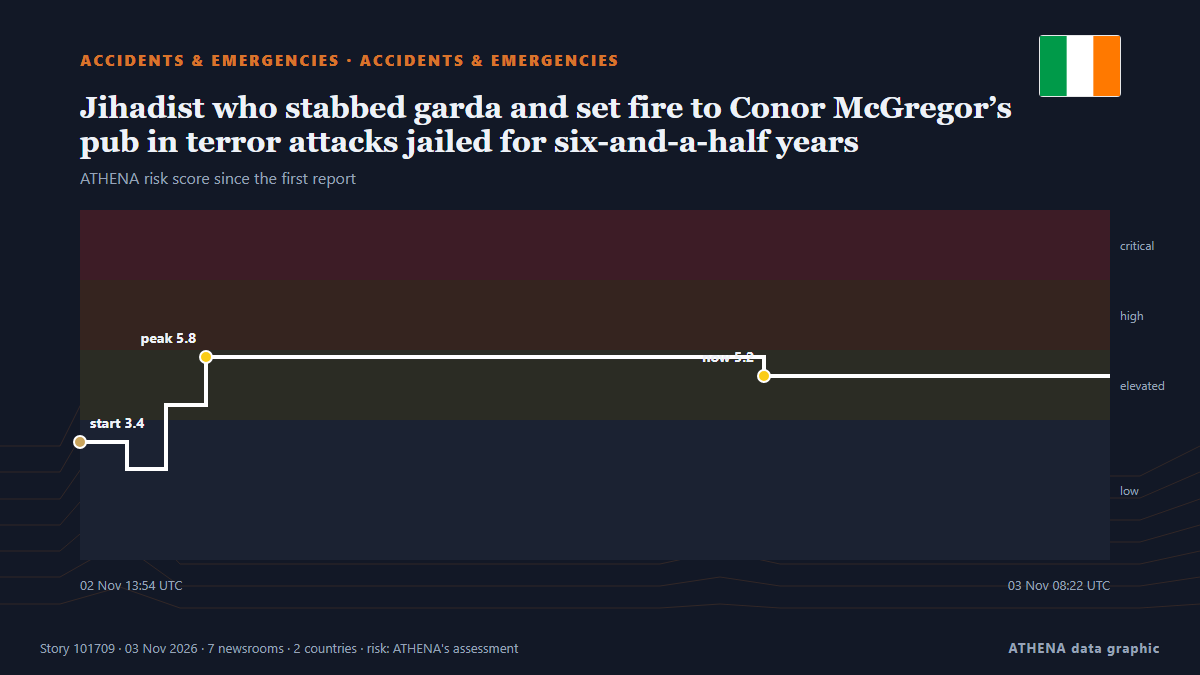 ACCIDENTS & EMERGENCIES · ACCIDENTS & EMERGENCIES
Jihadist who stabbed garda and set fire to Conor McGregor’s
pub in terror attacks jailed for six-and-a-half years
ATHENA risk score since the first report
critical
high
peak 5.8
now 5.2
elevated
start 3.4
low
02 Nov 13:54 UTC
03 Nov 08:22 UTC
Story 101709 · 03 Nov 2026 · 7 newsrooms · 2 countries · risk: ATHENA's assessment
ATHENA data graphic